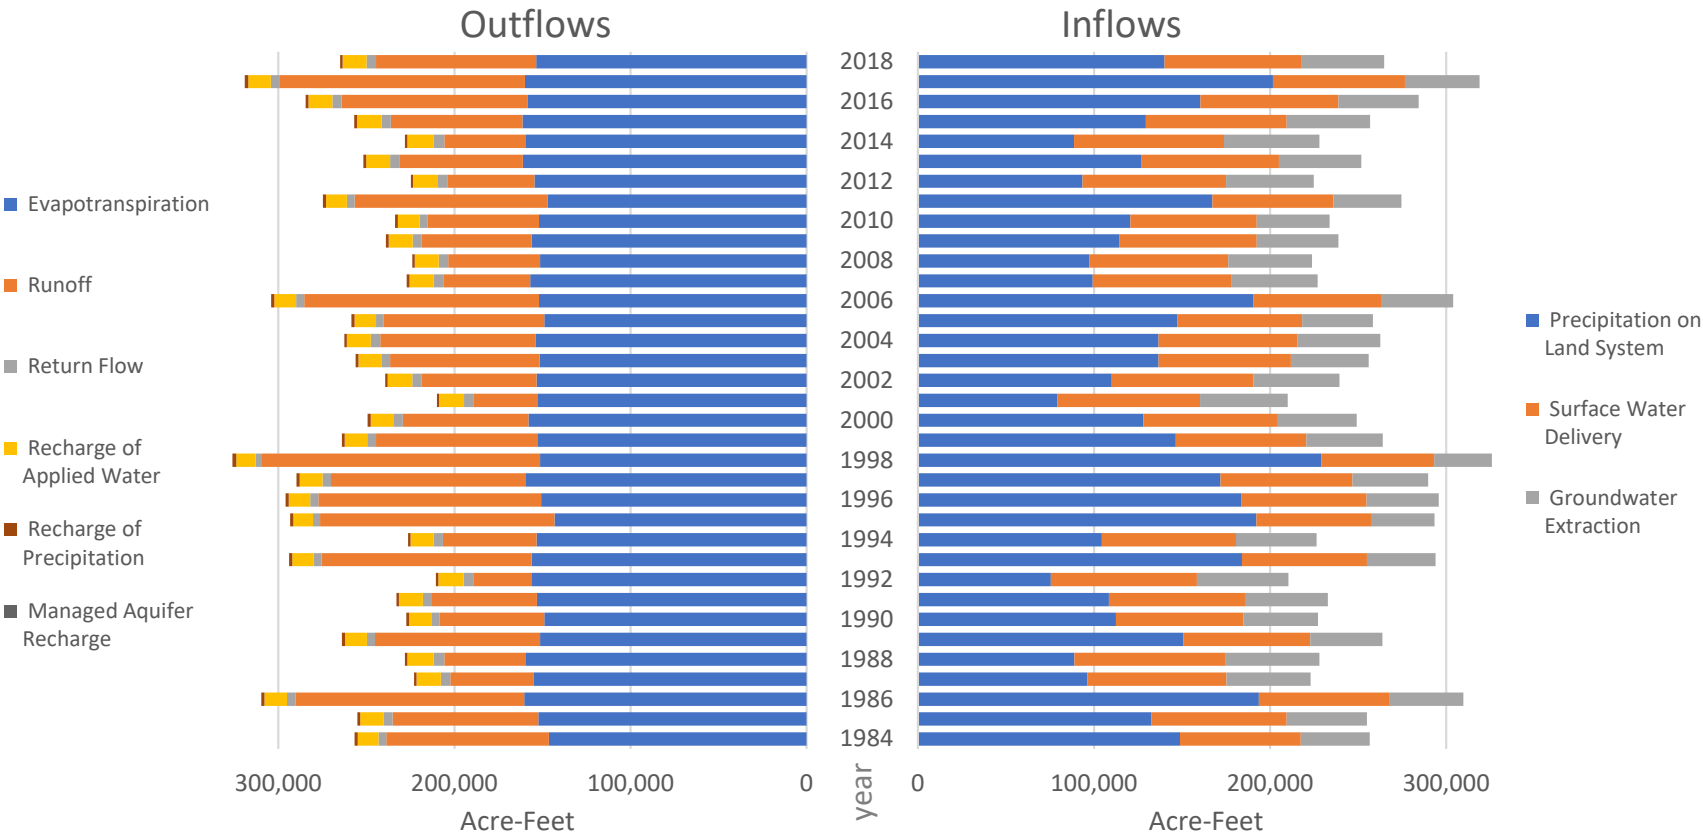 Outflows
Inflows
Evapotranspiration
Runoff
Return Flow
Recharge of
Applied Water
Recharge of
Precipitation
Managed Aquifer
Recharge
2018
2016
2014
2012
2010
2008
2006
2004
2002
2000
1998
1996
1994
1992
1990
1988
1986
1984
year
300,000
200,000
100,000
0
Acre-Feet
0
100,000
200,000
300,000
Acre-Feet
Precipitation on
Land System
Surface Water
Delivery
Groundwater
Extraction